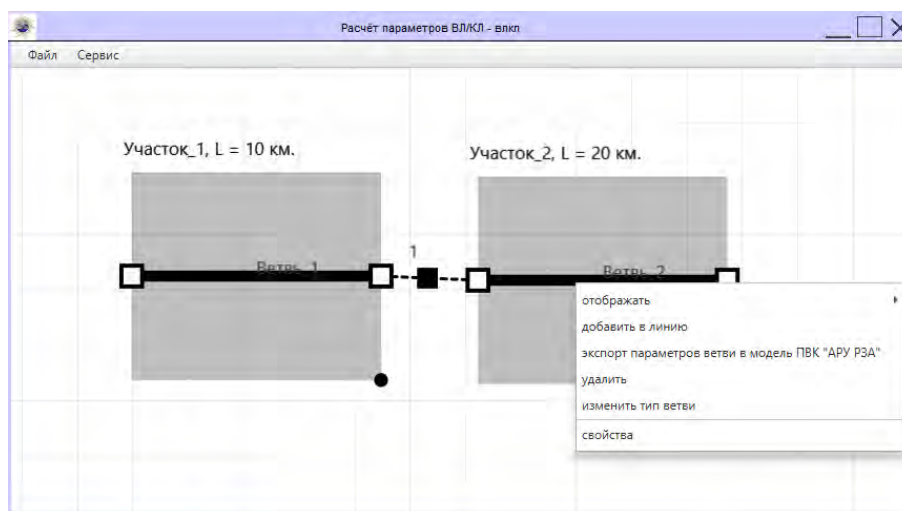 Расчёт параметров ВЛ/КЛ - влкл
Файл Сервис
Участок_1, L = 10 км.
Участок_2, L = 20 км.
1
Ветвь_1
Ветвь_2
отображать
добавить в линию
экспорт параметров ветви в модель ПВК "АРУ РЗА"
удалить
изменить тип ветви
свойства